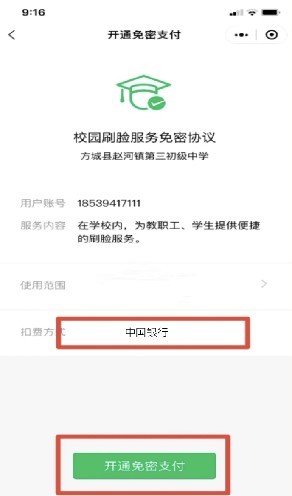 9:16
开通免密支付
校园刷脸服务免密协议
方城县赵河镇第三初级中学
用户账号 18539417111
服务内容 在学校内，为教职工、学生提供便捷
的刷脸服务。
使用范围
扣费方式 中国银行
开通免密支付